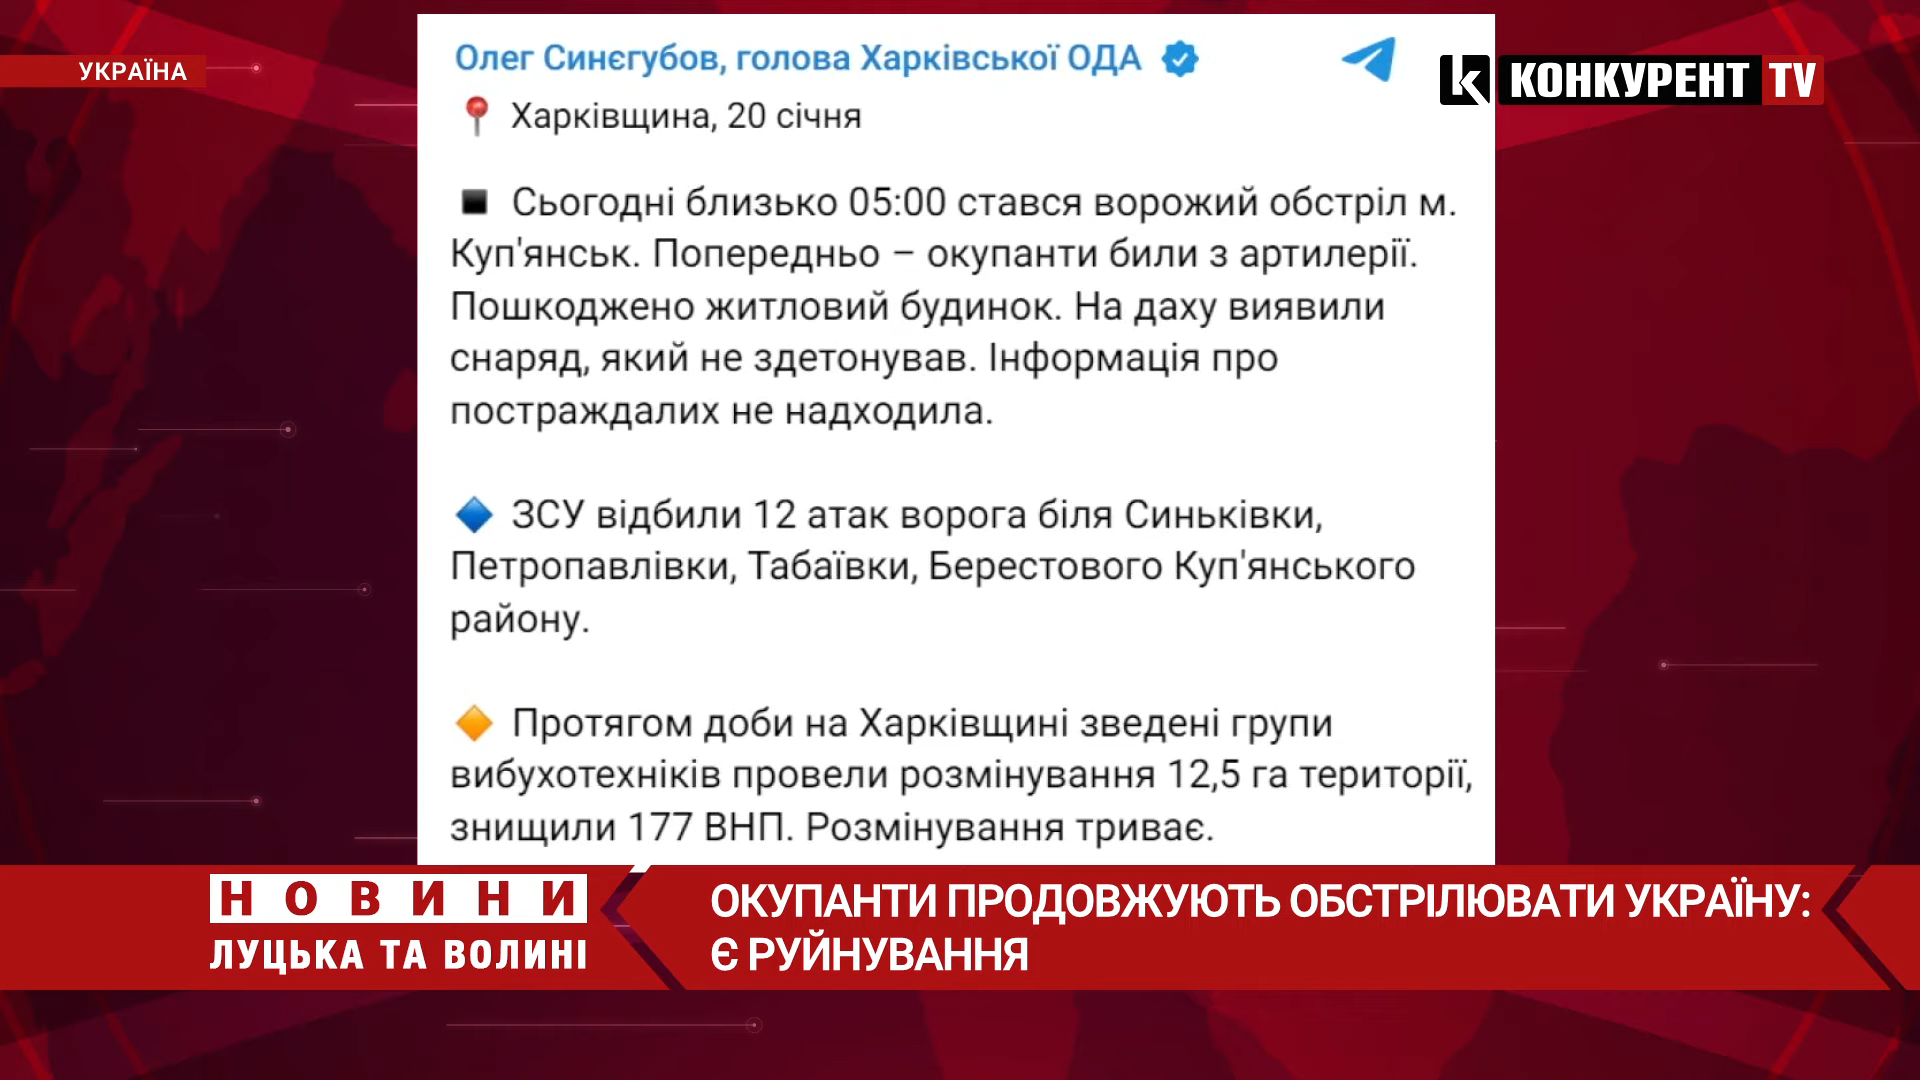 УКРАЇНА
Олег Синєгубов, голова Харківської ОДА
Харківщина, 20 січня
КОНКУРЕНТ TV
Сьогодні близько 05:00 стався ворожий обстріл м.
Куп'янськ. Попередньо – окупанти били з артилерії.
Пошкоджено житловий будинок. На даху виявили
снаряд, який не здетонував. Інформація про
постраждалих не надходила.
ЗСУ відбили 12 атак ворога біля Синьківки,
Петропавлівки, Табаївки, Берестового Куп'янського
району.
Протягом доби на Харківщині зведені групи
вибухотехніків провели розмінування 12,5 га території,
знищили 177 ВНП. Розмінування триває.
НОВИНИ
ЛУЦЬКА ТА ВОЛИНІ
ОКУПАНТИ ПРОДОВЖУЮТЬ ОБСТРІЛЮВАТИ УКРАЇНУ:
Є РУЙНУВАННЯ